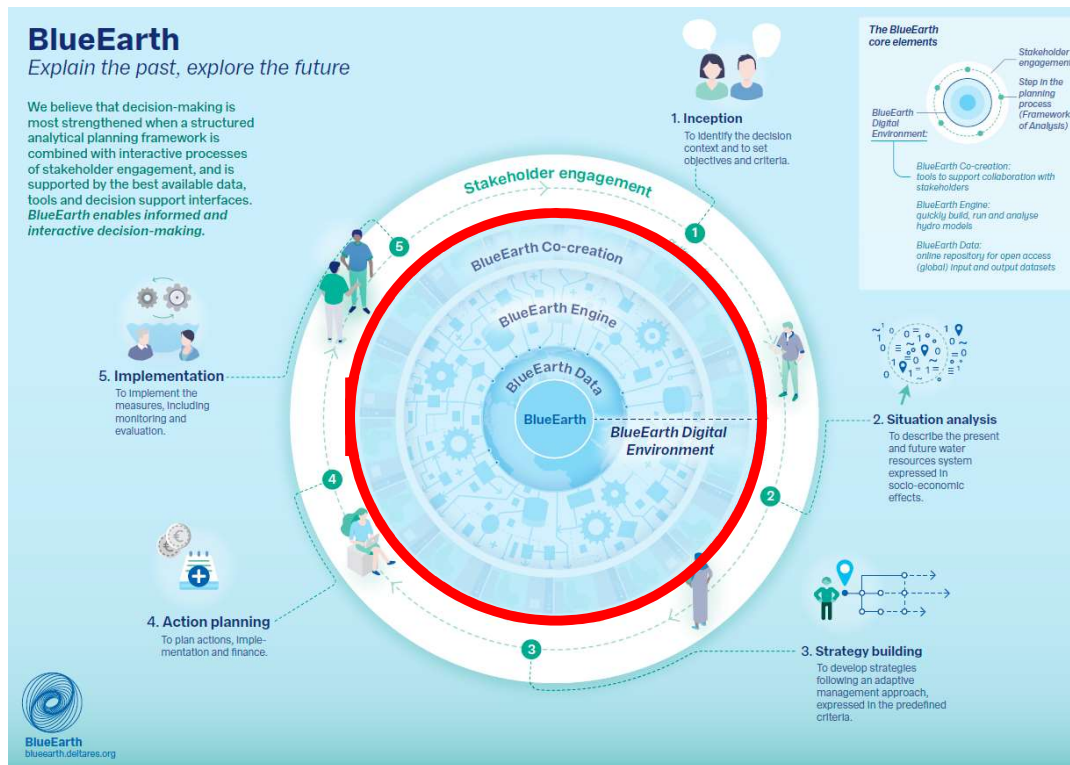 BlueEarth
Explain the past, explore the future
We believe that decision-making is
most strengthened when a structured
analytical planning framework is
combined with interactive processes
of stakeholder engagement, and is
supported by the best available data,
tools and decision support interfaces.
BlueEarth enables informed and
interactive decision-making.
The BlueEarth
core elements
Stakeholder
engagement
Step in the
planning
process
(Framework
of Analysis)
BlueEarth
Digital
Environment:
BlueEarth Co-creation:
tools to support collaboration with
stakeholders
BlueEarth Engine:
quickly build, run and analyse
hydro models
BlueEarth Data:
online repository for open access
(global) input and output datasets
1. Inception
To identify the decision
context and to set
objectives and criteria.
Stakeholder engagement
1
5
BlueEarth Co-creation
BlueEarth Engine
BlueEarth Data
BlueEarth
BlueEarth Digital
Environment
5. Implementation
To implement the
measures, including
monitoring and
evaluation.
2. Situation analysis
To describe the present
and future water
resources system
expressed in
socio-economic
effects.
4
2
4. Action planning
To plan actions, imple-
mentation and finance.
3
3. Strategy building
To develop strategies
following an adaptive
management approach,
expressed in the predefined
criteria.
BlueEarth
blueearth.deltares.org